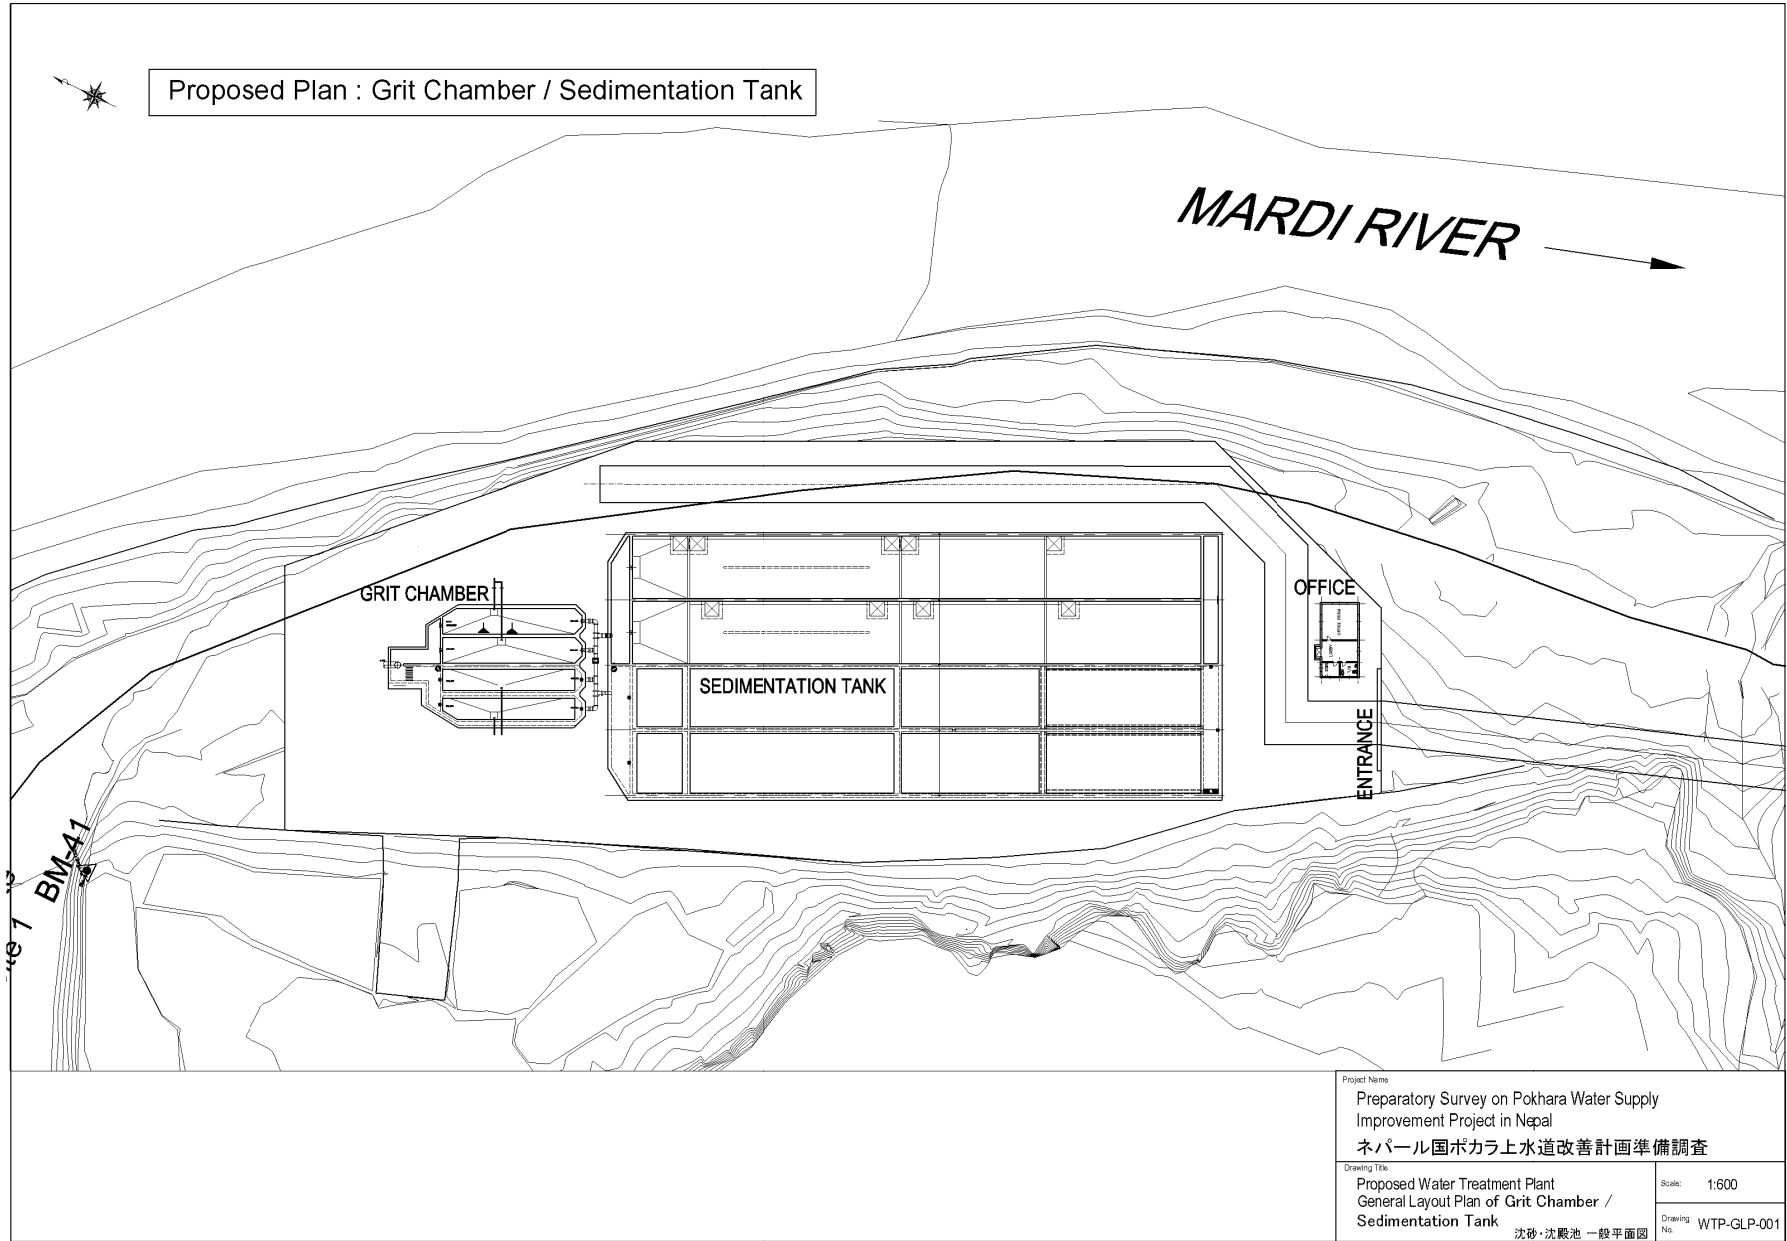 Proposed Plan : Grit Chamber / Sedimentation Tank
MARDI RIVER
GRIT CHAMBER
OFFICE
OFFICE ROOM
LOBBY
SEDIMENTATION TANK
ENTRANCE
BM-41
Project Name
Preparatory Survey on Pokhara Water Supply
Improvement Project in Nepal
ネパール国ポカラ上水道改善計画準備調査
Drawing Title
Proposed Water Treatment Plant
General Layout Plan of Grit Chamber /
Sedimentation Tank
沈砂・沈殿池 一般平面図
Scale: 1:600
Drawing No. WTP-GLP-001